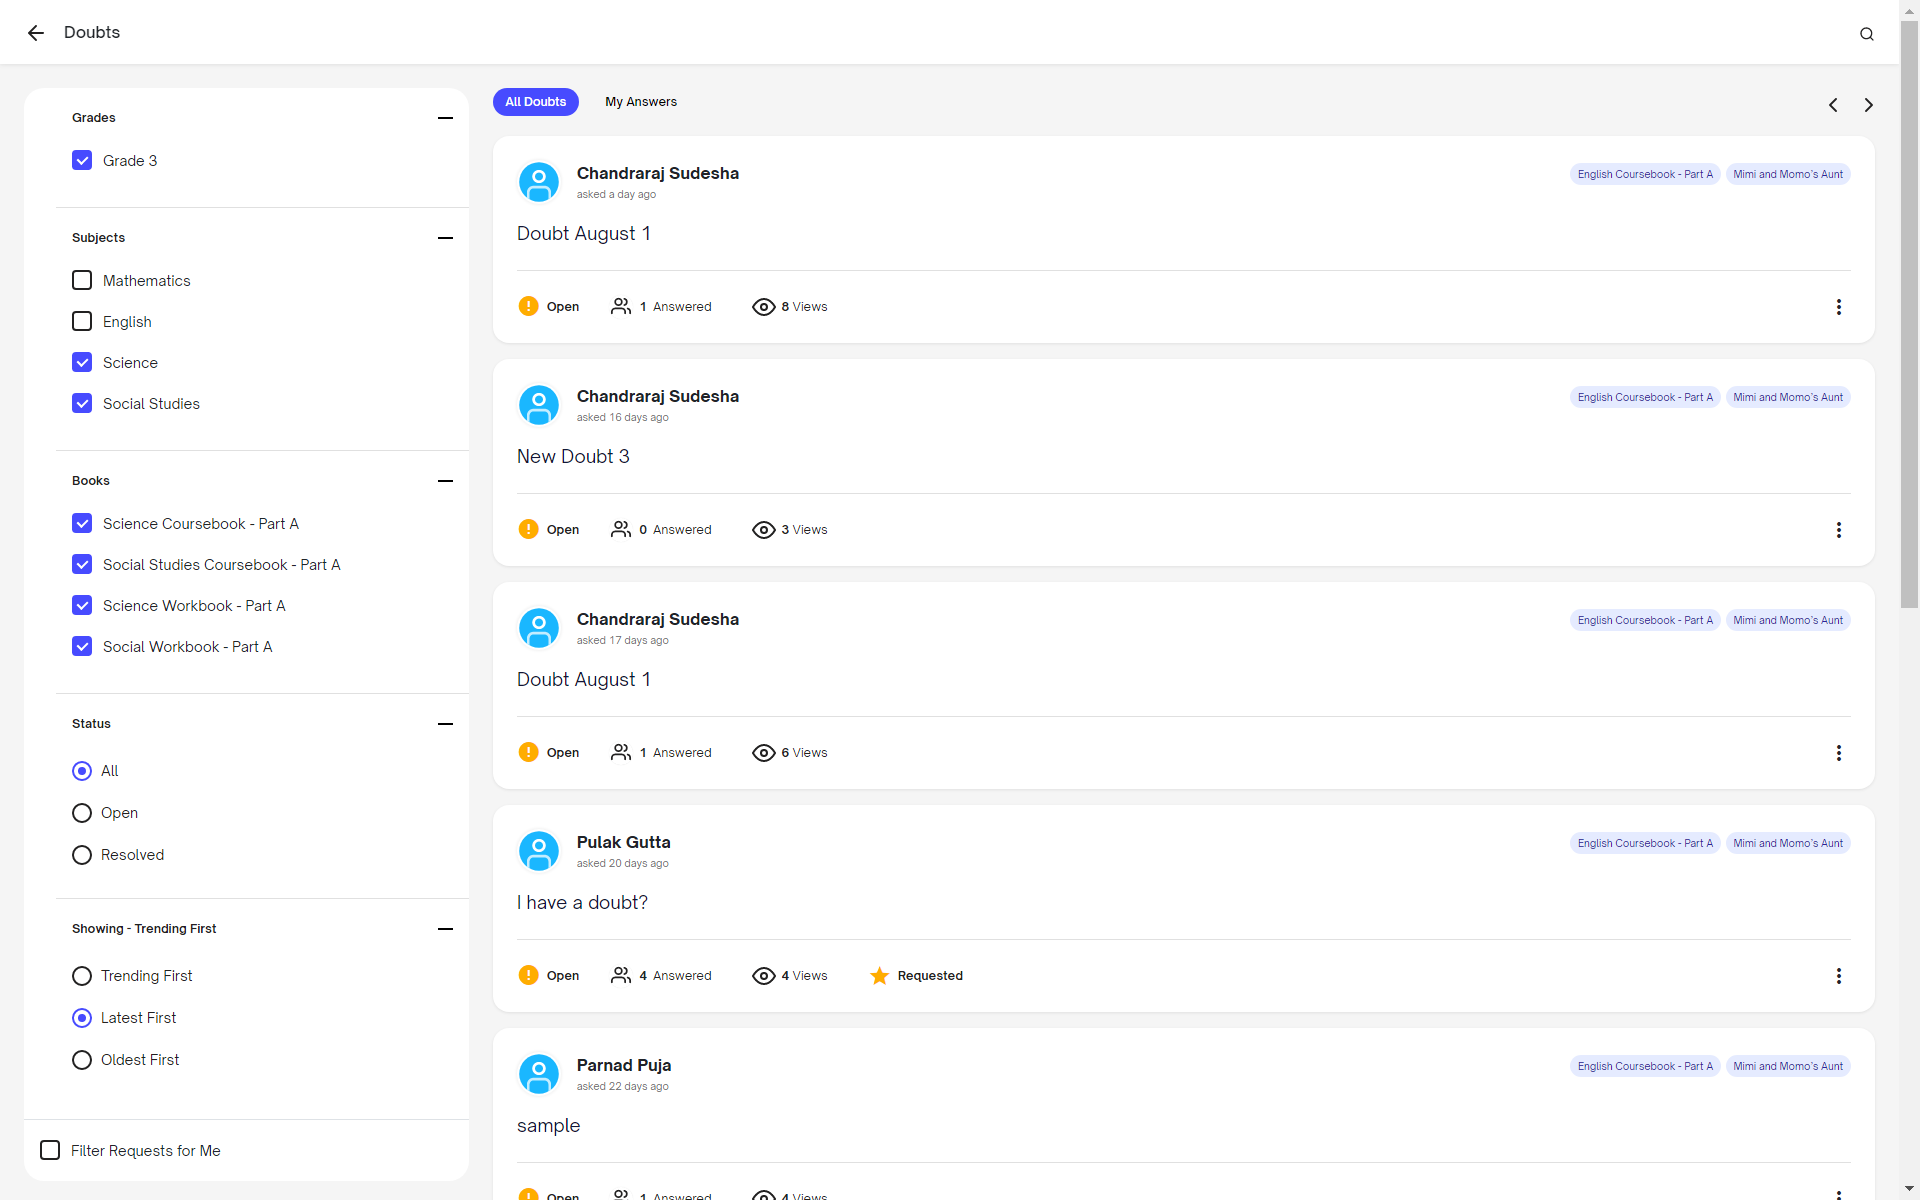 Doubts
Grades
Grade 3
Subjects
Mathematics
English
Science
Social Studies
Books
Science Coursebook - Part A
Social Studies Coursebook - Part A
Science Workbook - Part A
Social Workbook - Part A
Status
All
Open
Resolved
Showing - Trending First
Trending First
Latest First
Oldest First
Filter Requests for Me
All Doubts
My Answers
Chandraraj Sudesha
asked a day ago
English Coursebook - Part A
Mimi and Momo's Aunt
Doubt August 1
Open
1 Answered
8 Views
Chandraraj Sudesha
asked 16 days ago
English Coursebook - Part A
Mimi and Momo's Aunt
New Doubt 3
Open
0 Answered
3 Views
Chandraraj Sudesha
asked 17 days ago
English Coursebook - Part A
Mimi and Momo's Aunt
Doubt August 1
Open
1 Answered
6 Views
Pulak Gutta
asked 20 days ago
English Coursebook - Part A
Mimi and Momo's Aunt
I have a doubt?
Open
4 Answered
4 Views
Requested
Parnad Puja
asked 22 days ago
English Coursebook - Part A
Mimi and Momo's Aunt
sample
Open
1 Answered
4 Views